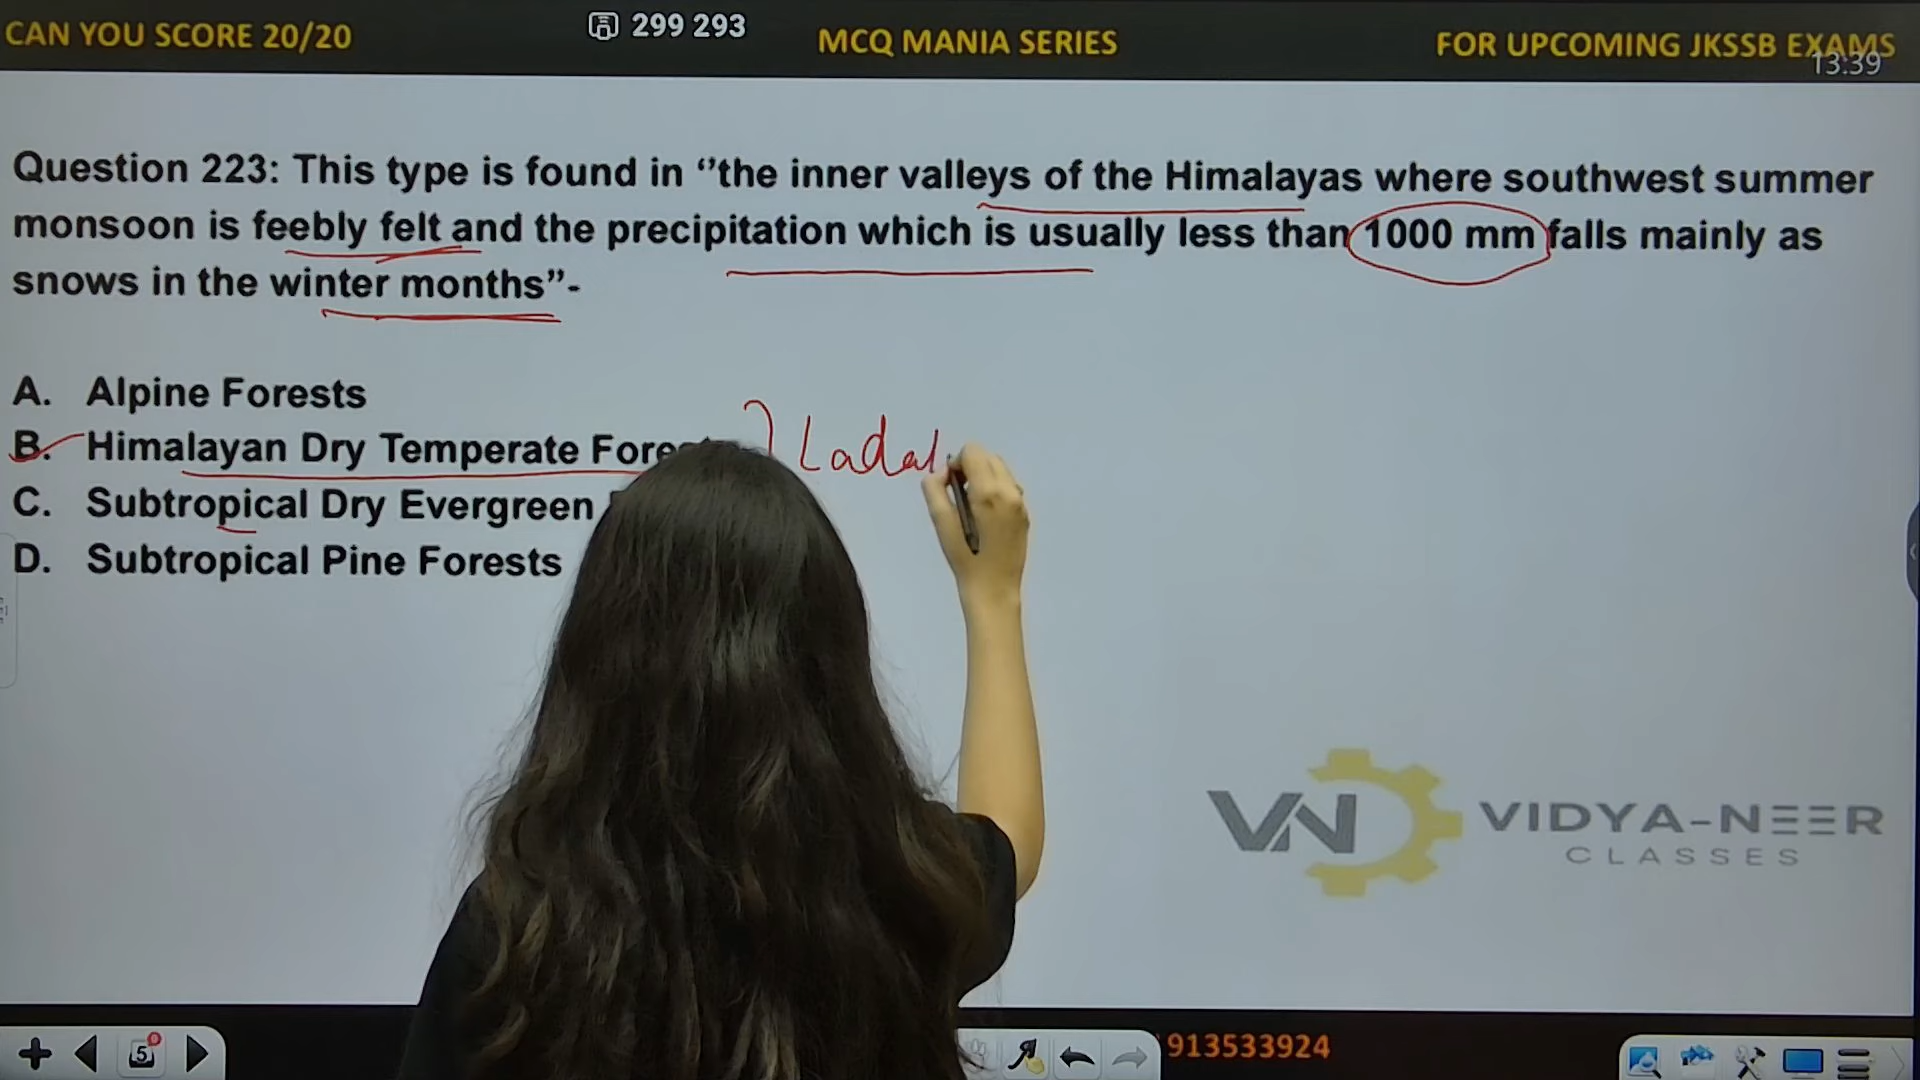 CAN YOU SCORE 20/20
299 293
MCQ MANIA SERIES
FOR UPCOMING JKSSB EXAMS
13:39
Question 223: This type is found in ‘’the inner valleys of the Himalayas where southwest summer
monsoon is feebly felt and the precipitation which is usually less than 1000 mm falls mainly as
snows in the winter months”-
A. Alpine Forests
B. Himalayan Dry Temperate
Ladak
C. Subtropical Dry Evergreen
D. Subtropical Pine Forests
VN VIDYA-NEER
CLASSES
5
913533924